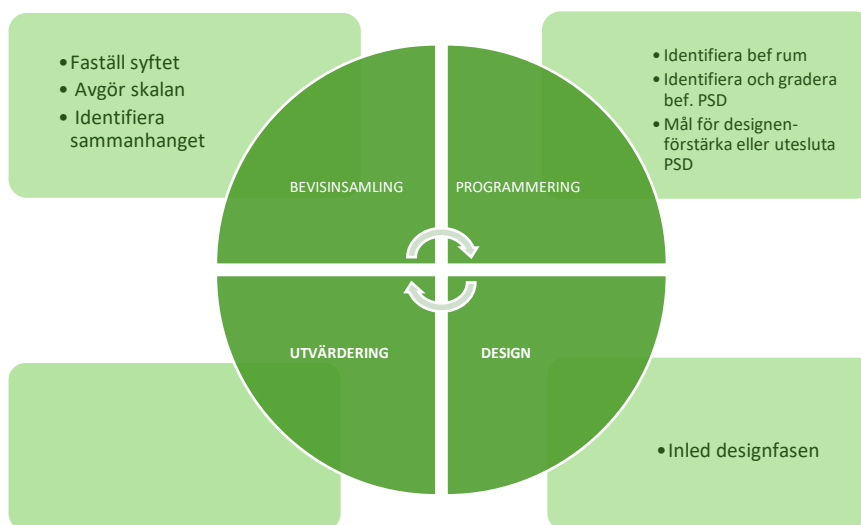 •Fastställ syftet
• Avgör skalan
• Identifiera
sammanhanget
•Identifiera bef rum
•Identifiera och gradera
bef. PSD
•Mål för designen-
förstärka eller utesluta
PSD
BEVISINSAMLING
PROGRAMMERING
UTVÄRDERING
DESIGN
•Inled designfasen